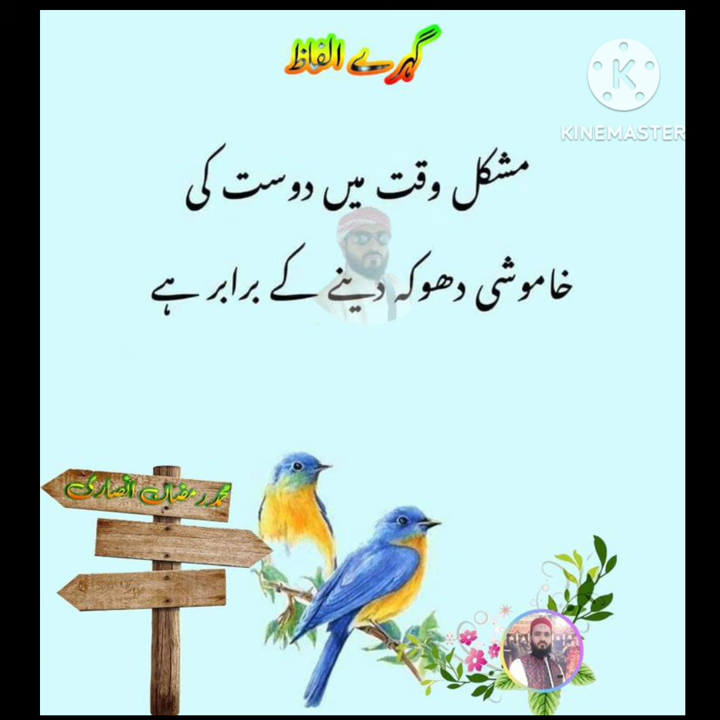 گہرے الفاظ
KINEMASTER
مشکل وقت میں دوست کی
خاموشی دھوکہ دینے کے برابر ہے
محمد رمضان انصاری